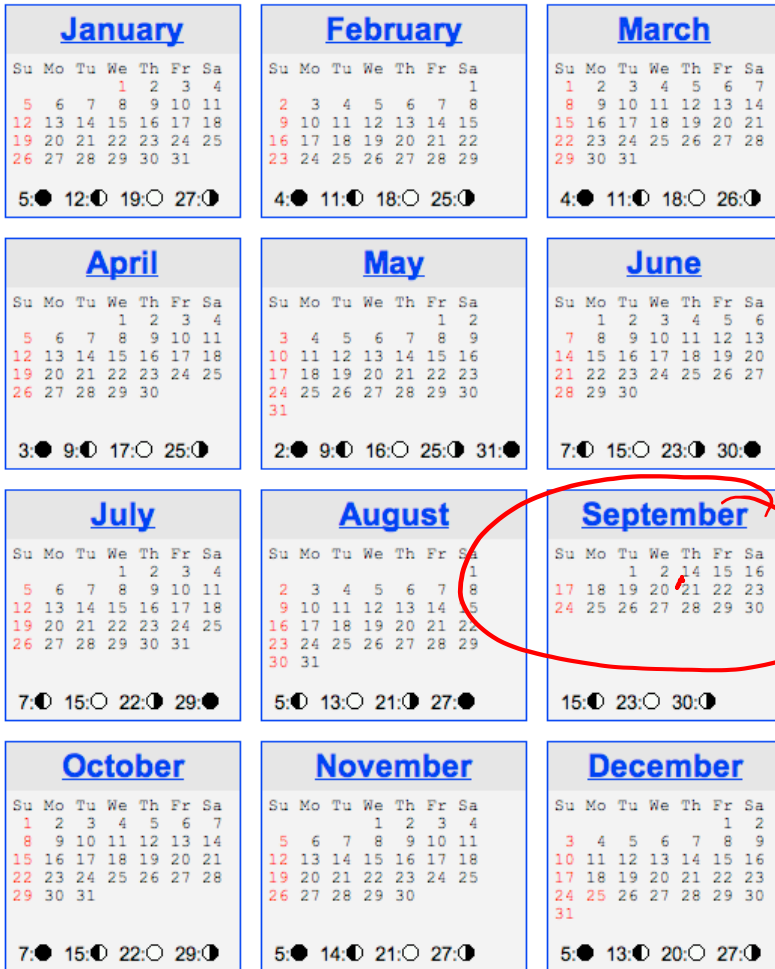 January February March
Su Mo Tu We Th Fr Sa Su Mo Tu We Th Fr Sa Su Mo Tu We Th Fr Sa
1 2 3 4 1 1 2 3 4 5 6 7
5 6 7 8 9 10 11 2 3 4 5 6 7 8 8 9 10 11 12 13 14
12 13 14 15 16 17 18 9 10 11 12 13 14 15 15 16 17 18 19 20 21
19 20 21 22 23 24 25 16 17 18 19 20 21 22 22 23 24 25 26 27 28
26 27 28 29 30 31 23 24 25 26 27 28 29 29 30 31
5:● 12:◐ 19:○ 27:◑ 4:● 11:◐ 18:○ 25:◑ 4:● 11:◐ 18:○ 26:◑
April May June
Su Mo Tu We Th Fr Sa Su Mo Tu We Th Fr Sa Su Mo Tu We Th Fr Sa
1 2 3 4 1 2 1 2 3 4 5 6
5 6 7 8 9 10 11 3 4 5 6 7 8 9 7 8 9 10 11 12 13
12 13 14 15 16 17 18 10 11 12 13 14 15 16 14 15 16 17 18 19 20
19 20 21 22 23 24 25 17 18 19 20 21 22 23 21 22 23 24 25 26 27
26 27 28 29 30 24 25 26 27 28 29 30 28 29 30
31
3:● 9:◐ 17:○ 25:◑ 2:● 9:◐ 16:○ 25:◑ 31:● 7:◐ 15:○ 23:◑ 30:●
July August September
Su Mo Tu We Th Fr Sa Su Mo Tu We Th Fr Sa Su Mo Tu We Th Fr Sa
1 2 3 4 1 1 2 14 15 16
5 6 7 8 9 10 11 2 3 4 5 6 7 8 17 18 19 20 21 22 23
12 13 14 15 16 17 18 9 10 11 12 13 14 15 24 25 26 27 28 29 30
19 20 21 22 23 24 25 16 17 18 19 20 21 22
26 27 28 29 30 31 23 24 25 26 27 28 29
30 31
7:◐ 15:○ 22:◑ 29:● 5:◐ 13:○ 21:◑ 27:● 15:◐ 23:○ 30:◑
October November December
Su Mo Tu We Th Fr Sa Su Mo Tu We Th Fr Sa Su Mo Tu We Th Fr Sa
1 2 3 4 5 6 7 1 2 3 4 1 2
8 9 10 11 12 13 14 5 6 7 8 9 10 11 3 4 5 6 7 8 9
15 16 17 18 19 20 21 12 13 14 15 16 17 18 10 11 12 13 14 15 16
22 23 24 25 26 27 28 19 20 21 22 23 24 25 17 18 19 20 21 22 23
29 30 31 26 27 28 29 30 24 25 26 27 28 29 30
31
7:● 15:◐ 22:○ 29:◑ 5:● 14:◐ 21:○ 27:◑ 5:● 13:◐ 20:○ 27:◑